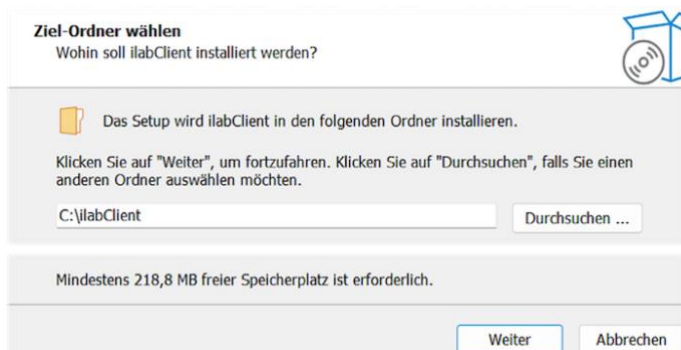 Ziel-Ordner wählen
Wohin soll ilabClient installiert werden?
Das Setup wird ilabClient in den folgenden Ordner installieren.
Klicken Sie auf "Weiter", um fortzufahren. Klicken Sie auf "Durchsuchen", falls Sie einen
anderen Ordner auswählen möchten.
C:\ilabClient
Durchsuchen ...
Mindestens 218,8 MB freier Speicherplatz ist erforderlich.
Weiter
Abbrechen